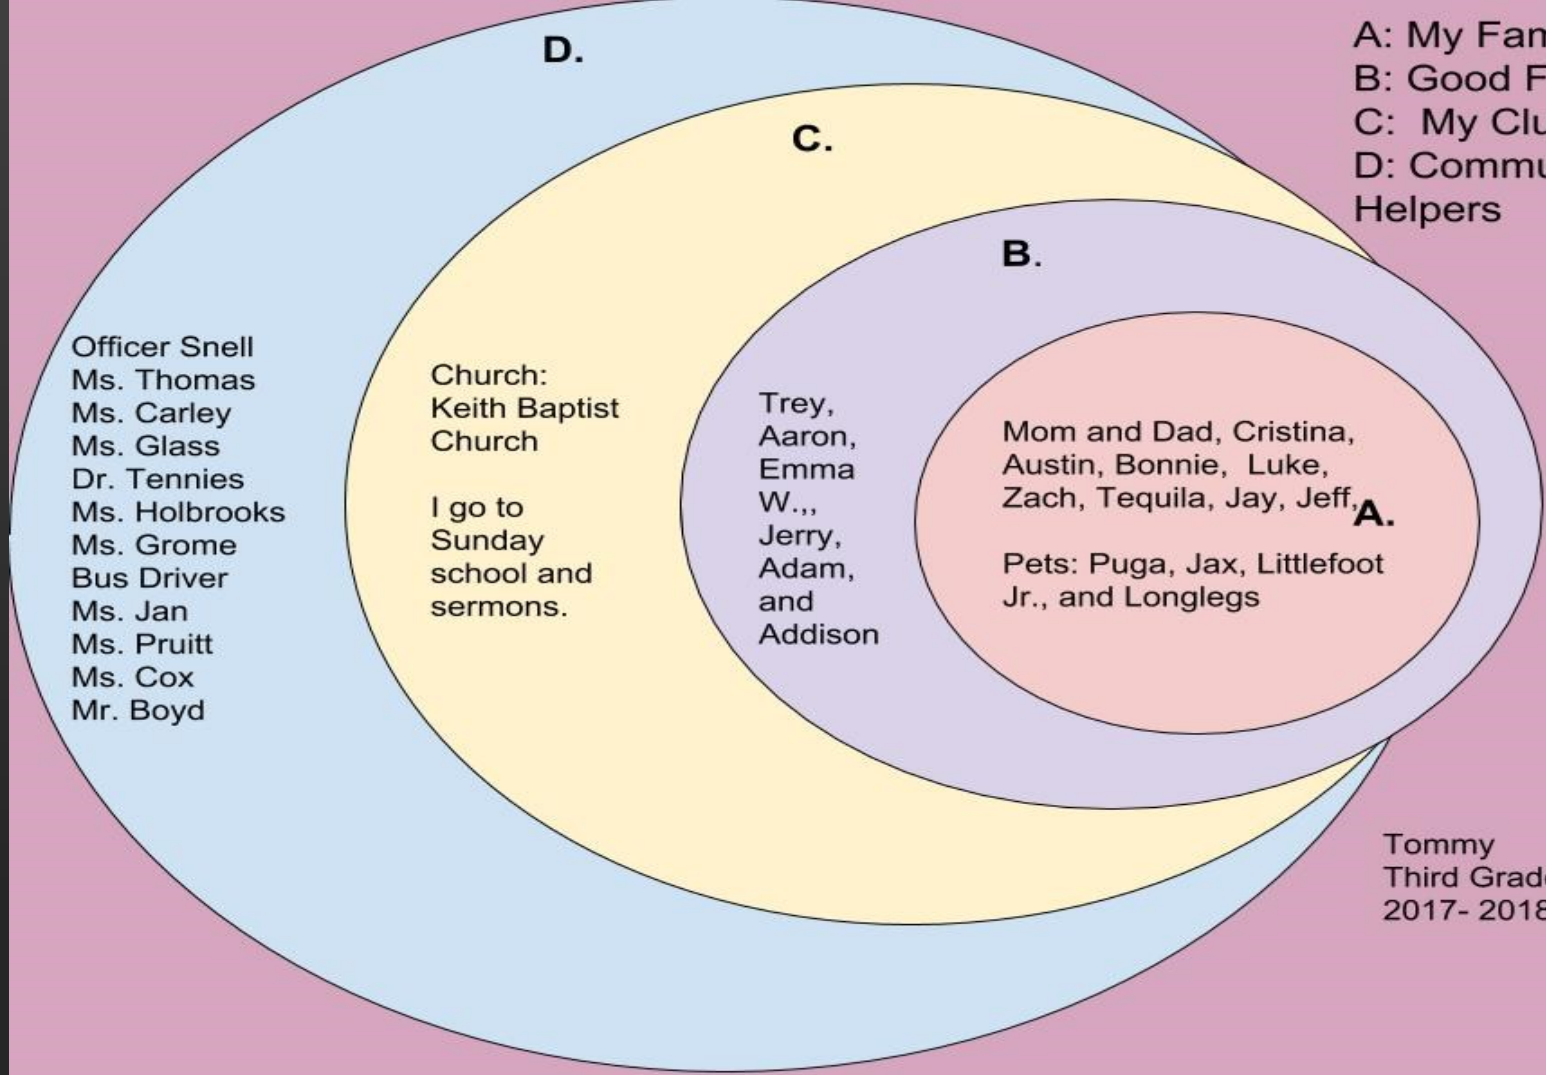 D.
C.
B.
A: My Fam
B: Good F
C:  My Clu
D: Commu
Helpers
Officer Snell
Ms. Thomas
Ms. Carley
Ms. Glass
Dr. Tennies
Ms. Holbrooks
Ms. Grome
Bus Driver
Ms. Jan
Ms. Pruitt
Ms. Cox
Mr. Boyd
Church:
Keith Baptist
Church
I go to
Sunday
school and
sermons.
Trey,
Aaron,
Emma
W.,,
Jerry,
Adam,
and
Addison
Mom and Dad, Cristina,
Austin, Bonnie,  Luke,
Zach, Tequila, Jay, Jeff,
A.
Pets: Puga, Jax, Littlefoot
Jr., and Longlegs
Tommy
Third Grade
2017- 2018